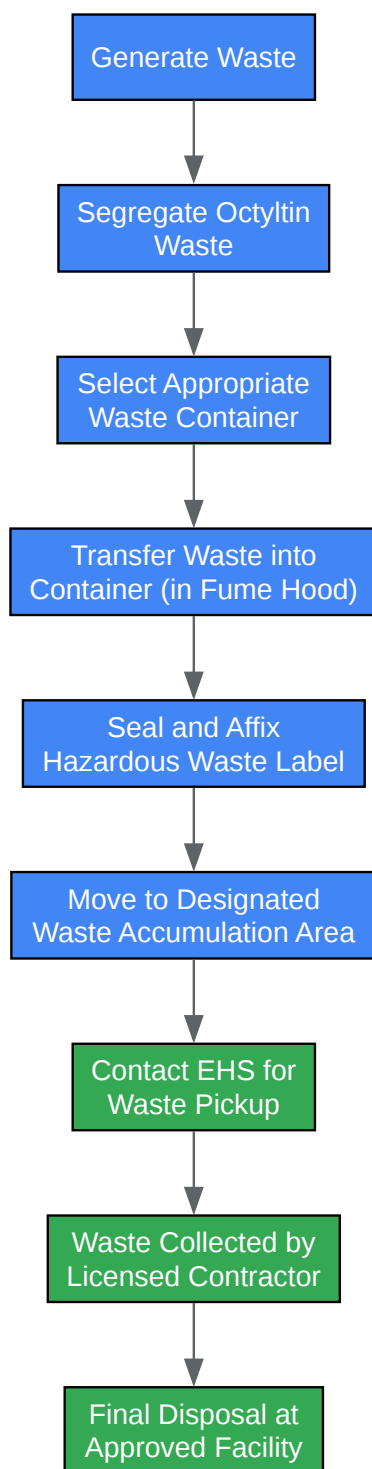 Generate Waste
Segregate Octyltin
Waste
Select Appropriate
Waste Container
Transfer Waste into
Container (in Fume Hood)
Seal and Affix
Hazardous Waste Label
Move to Designated
Waste Accumulation Area
Contact EHS for
Waste Pickup
Waste Collected by
Licensed Contractor
Final Disposal at
Approved Facility